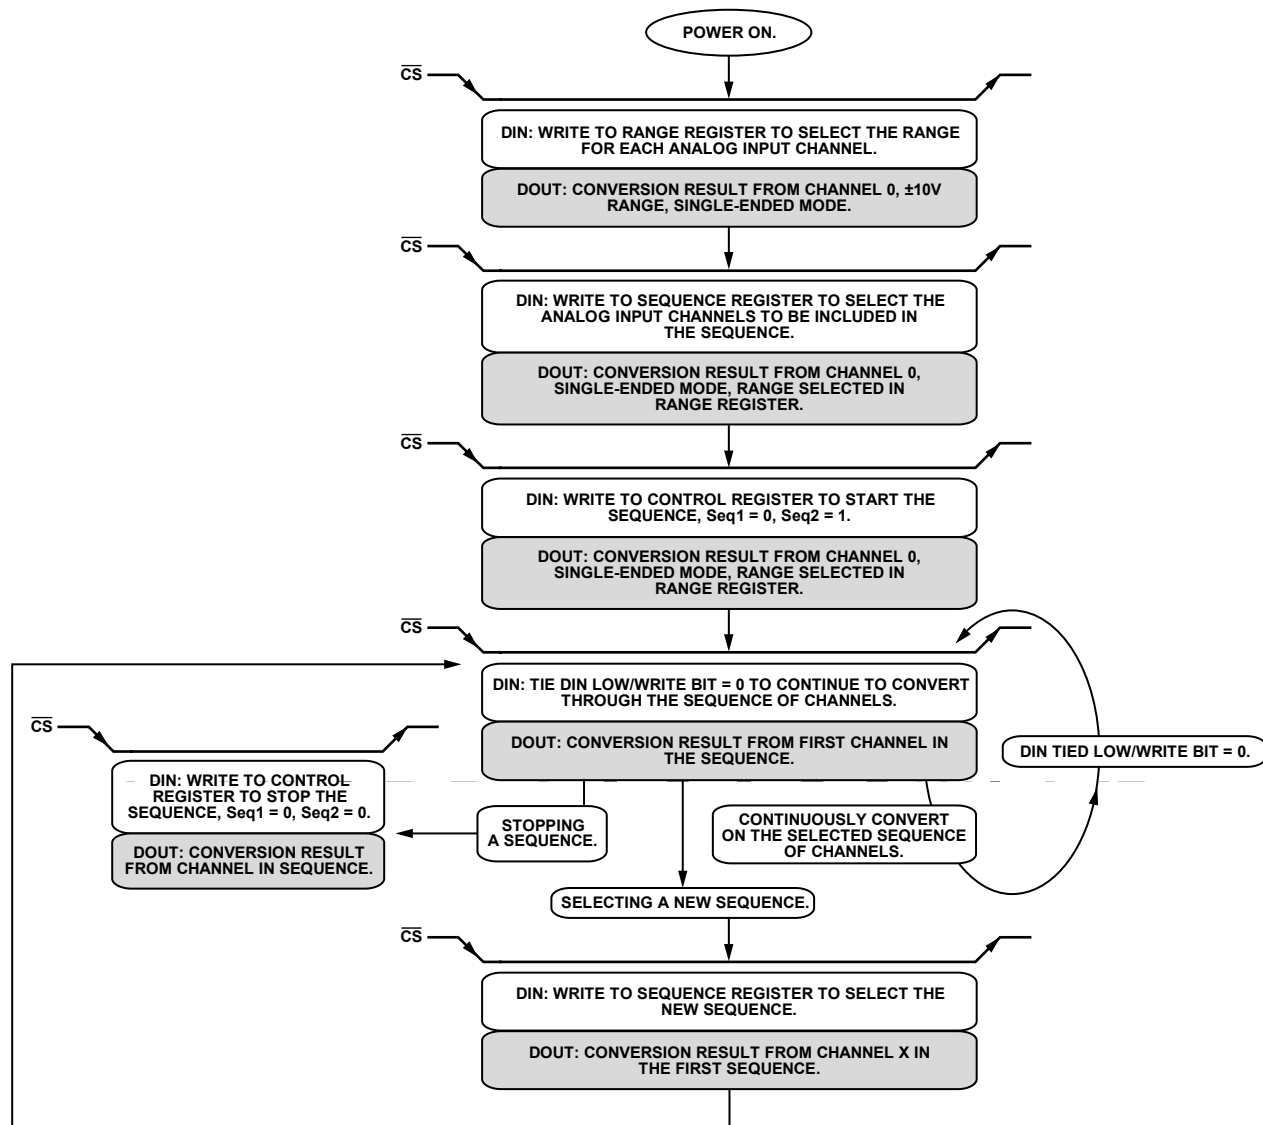 POWER ON.
CS
DIN: WRITE TO RANGE REGISTER TO SELECT THE RANGE
FOR EACH ANALOG INPUT CHANNEL.
DOUT: CONVERSION RESULT FROM CHANNEL 0, ±10V
RANGE, SINGLE-ENDED MODE.
CS
DIN: WRITE TO SEQUENCE REGISTER TO SELECT THE
ANALOG INPUT CHANNELS TO BE INCLUDED IN
THE SEQUENCE.
DOUT: CONVERSION RESULT FROM CHANNEL 0,
SINGLE-ENDED MODE, RANGE SELECTED IN
RANGE REGISTER.
CS
DIN: WRITE TO CONTROL REGISTER TO START THE
SEQUENCE, Seq1 = 0, Seq2 = 1.
DOUT: CONVERSION RESULT FROM CHANNEL 0,
SINGLE-ENDED MODE, RANGE SELECTED IN
RANGE REGISTER.
CS
DIN: TIE DIN LOW/WRITE BIT = 0 TO CONTINUE TO CONVERT
THROUGH THE SEQUENCE OF CHANNELS.
DOUT: CONVERSION RESULT FROM FIRST CHANNEL IN
THE SEQUENCE.
DIN TIED LOW/WRITE BIT = 0.
CS
DIN: WRITE TO CONTROL
REGISTER TO STOP THE
SEQUENCE, Seq1 = 0, Seq2 = 0.
DOUT: CONVERSION RESULT
FROM CHANNEL IN SEQUENCE.
STOPPING
A SEQUENCE.
CONTINUOUSLY CONVERT
ON THE SELECTED SEQUENCE
OF CHANNELS.
SELECTING A NEW SEQUENCE.
CS
DIN: WRITE TO SEQUENCE REGISTER TO SELECT THE
NEW SEQUENCE.
DOUT: CONVERSION RESULT FROM CHANNEL X IN
THE FIRST SEQUENCE.